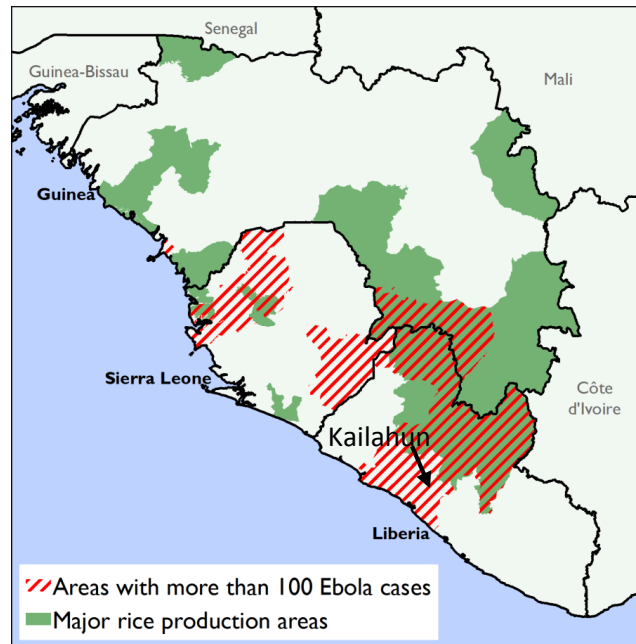 Senegal
Guinea-Bissau
Mali
Guinea
Sierra Leone
Côte
d'Ivoire
Kailahun
Liberia
Areas with more than 100 Ebola cases
Major rice production areas